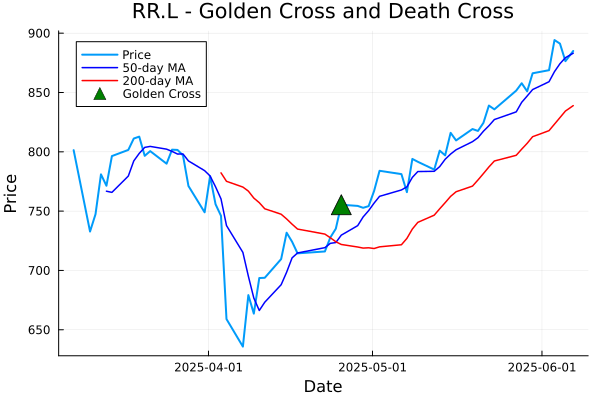 RR.L - Golden Cross and Death Cross
Price
50-day MA
200-day MA
Golden Cross
900
850
800
750
700
650
Price
2025-04-01
2025-05-01
2025-06-01
Date